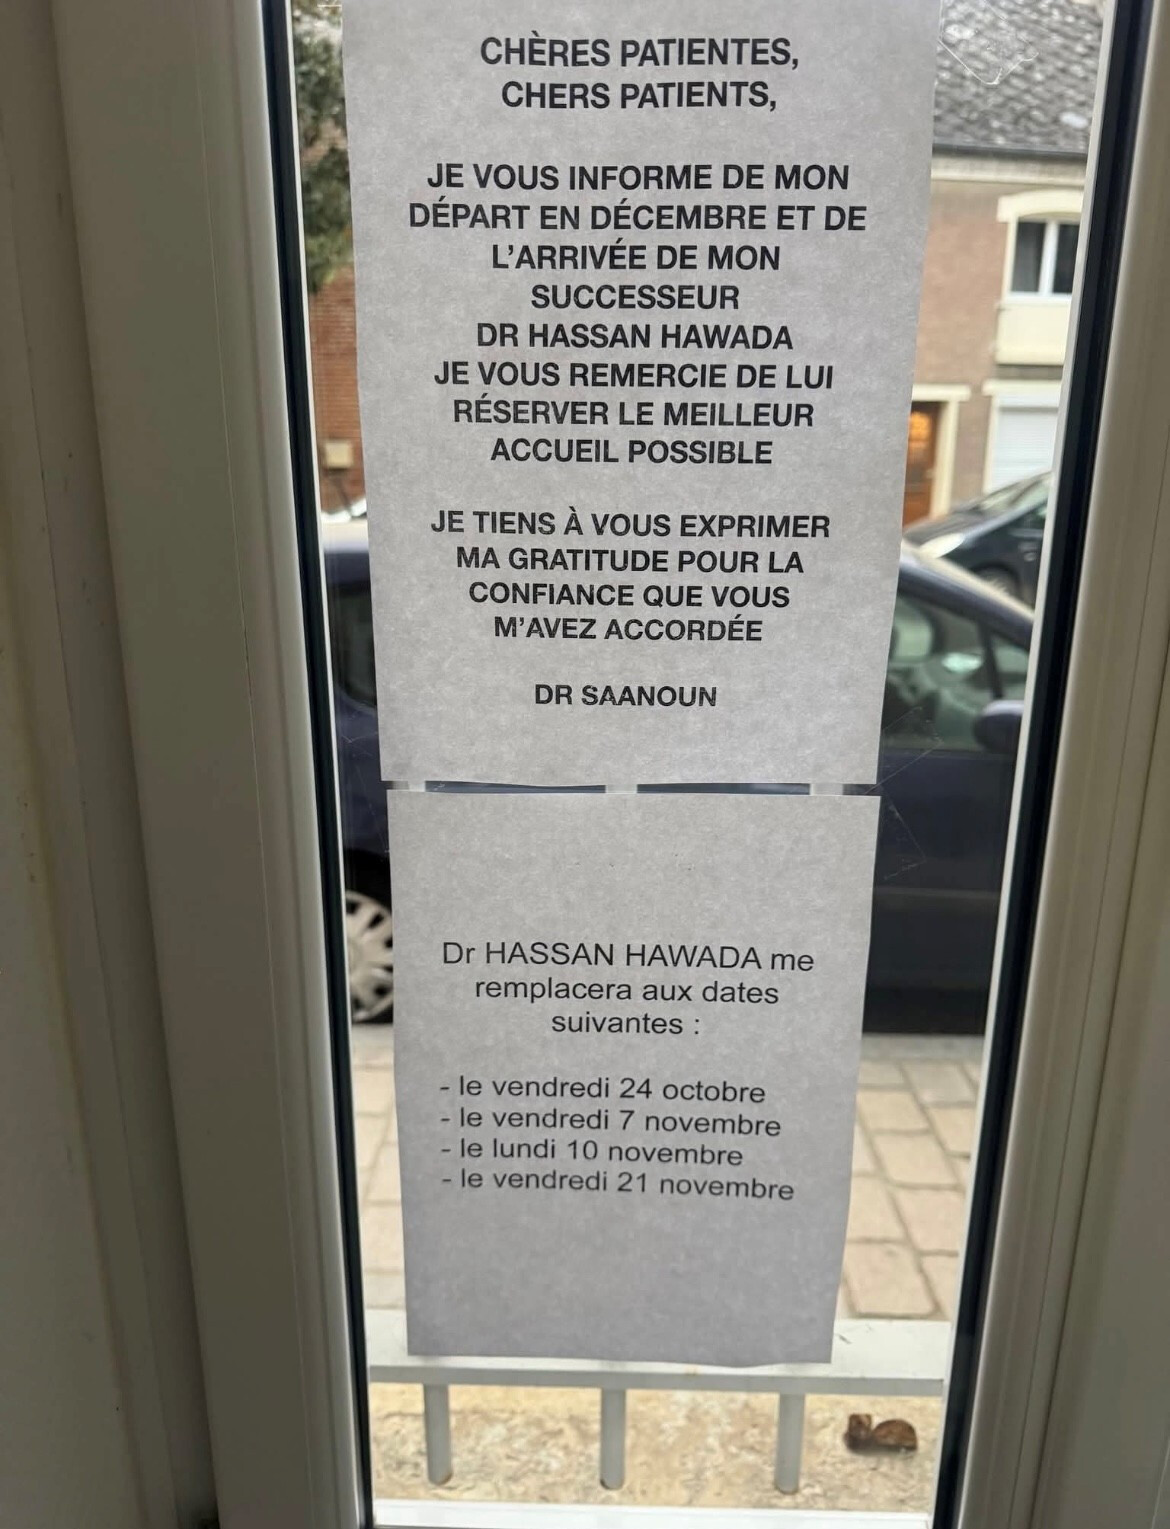 CHÈRES PATIENTES,
CHERS PATIENTS,
JE VOUS INFORME DE MON
DÉPART EN DÉCEMBRE ET DE
L'ARRIVÉE DE MON
SUCCESSEUR
DR HASSAN HAWADA
JE VOUS REMERCIE DE LUI
RÉSERVER LE MEILLEUR
ACCUEIL POSSIBLE
JE TIENS À VOUS EXPRIMER
MA GRATITUDE POUR LA
CONFIANCE QUE VOUS
M'AVEZ ACCORDÉE
DR SAANOUN
Dr HASSAN HAWADA me
remplacera aux dates
suivantes :
- le vendredi 24 octobre
- le vendredi 7 novembre
- le lundi 10 novembre
- le vendredi 21 novembre